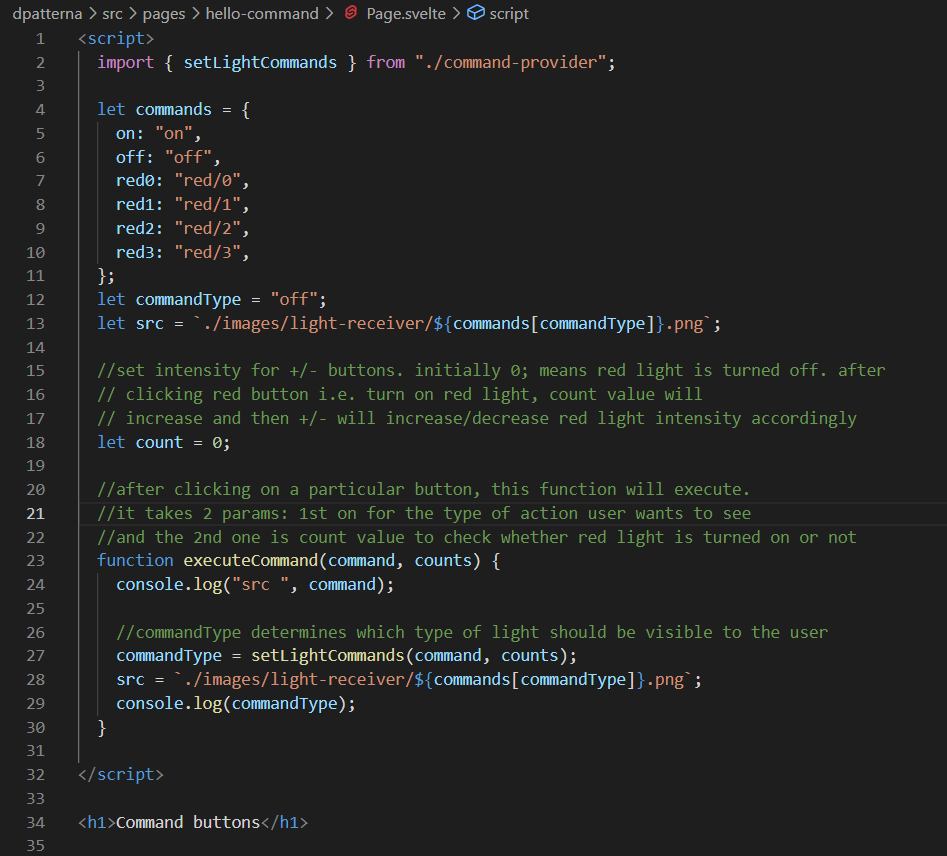 dpatterna > src > pages > hello-command > Page.svelte > script
1 <script>
2 import { setLightCommands } from "./command-provider";
3
4 let commands = {
5 on: "on",
6 off: "off",
7 red0: "red/0",
8 red1: "red/1",
9 red2: "red/2",
10 red3: "red/3",
11 };
12 let commandType = "off";
13 let src = `./images/light-receiver/${commands[commandType]}.png`;
14
15 //set intensity for +/- buttons. initially 0; means red light is turned off. after
16 // clicking red button i.e. turn on red light, count value will
17 // increase and then +/- will increase/decrease red light intensity accordingly
18 let count = 0;
19
20 //after clicking on a particular button, this function will execute.
21 //it takes 2 params: 1st on for the type of action user wants to see
22 //and the 2nd one is count value to check whether red light is turned on or not
23 function executeCommand(command, counts) {
24 console.log("src ", command);
25
26 //commandType determines which type of light should be visible to the user
27 commandType = setLightCommands(command, counts);
28 src = `./images/light-receiver/${commands[commandType]}.png`;
29 console.log(commandType);
30 }
31
32 </script>
33
34 <h1>Command buttons</h1>
35